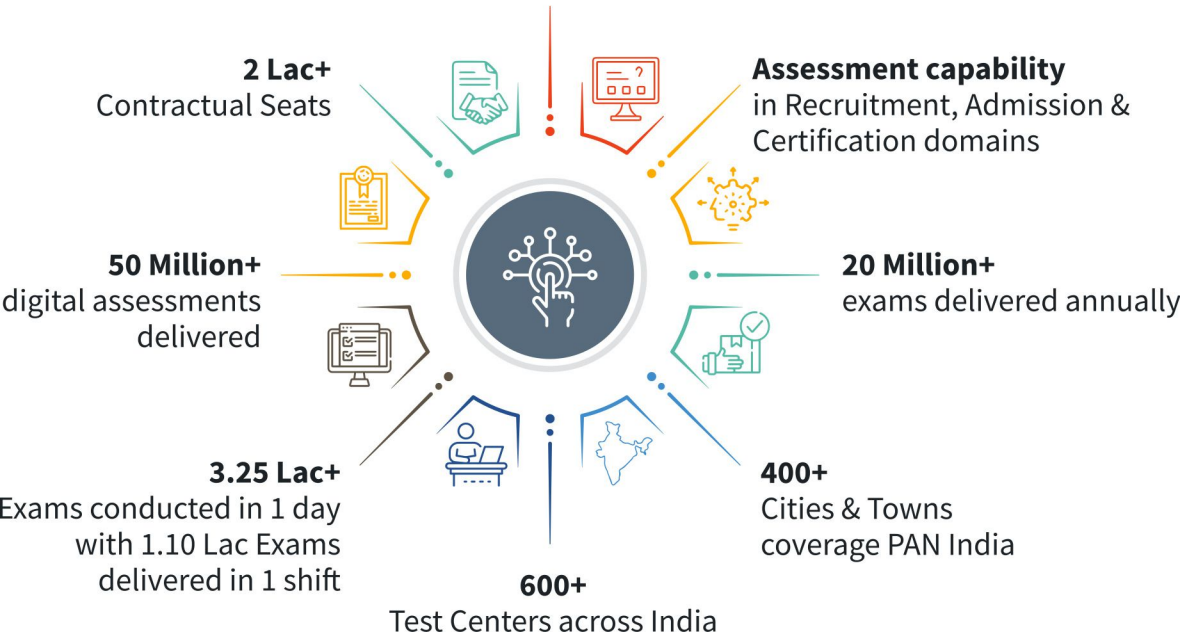 2 Lac+
Contractual Seats
Assessment capability
in Recruitment, Admission &
Certification domains
50 Million+
digital assessments
delivered
20 Million+
exams delivered annually
3.25 Lac+
Exams conducted in 1 day
with 1.10 Lac Exams
delivered in 1 shift
400+
Cities & Towns
coverage PAN India
600+
Test Centers across India